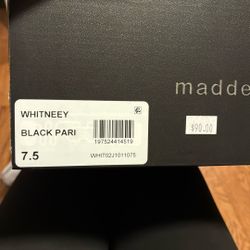 WHITNEEY
BLACK PARI
7.5
197524414519
WHIT02J1011075
madde
$90.00